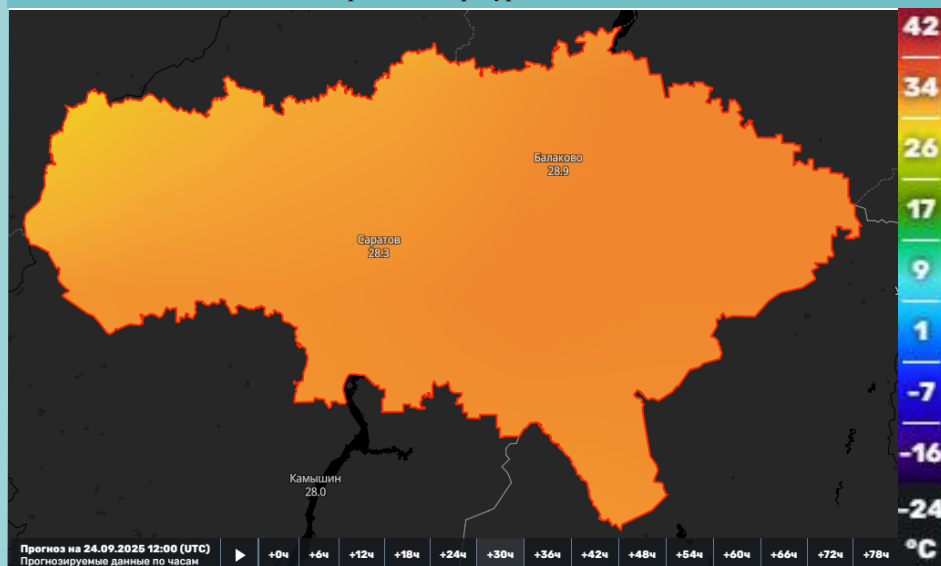 42
34
26
17
9
1
-7
-16
-24
°C
Балаково
28.9
Саратов
28.3
Камышин
28.0
Прогноз на 24.09.2025 12:00 (UTC)
Прогнозируемые данные по часам
+0ч +6ч +12ч +18ч +24ч +30ч +36ч +42ч +48ч +54ч +60ч +66ч +72ч +78ч